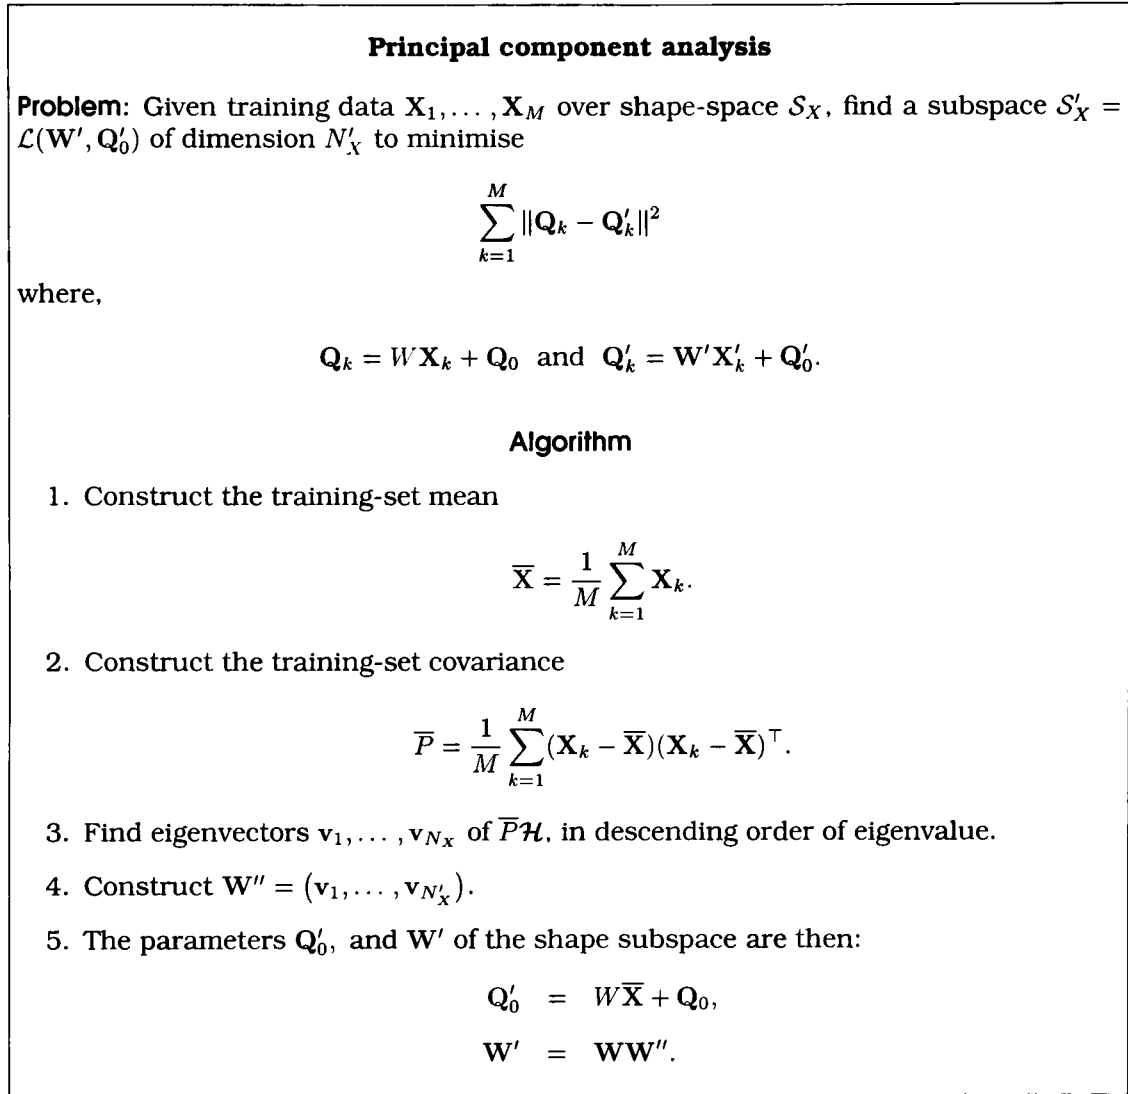 Principal component analysis
Problem: Given training data X₁, . . . , X_M over shape-space 𝒮_X, find a subspace 𝒮′_X =
ℒ(W′, Q′₀) of dimension N′_X to minimise
∑_{k=1}^{M} ‖Q_k − Q′_k‖²
where,
Q_k = WX_k + Q₀ and Q′_k = W′X′_k + Q′₀.
Algorithm
1. Construct the training-set mean
X̅ = (1/M) ∑_{k=1}^{M} X_k.
2. Construct the training-set covariance
P̅ = (1/M) ∑_{k=1}^{M} (X_k − X̅)(X_k − X̅)^⊤.
3. Find eigenvectors v₁, . . . , v_{N_X} of P̅ℋ, in descending order of eigenvalue.
4. Construct W″ = (v₁, . . . , v_{N′_X}).
5. The parameters Q′₀, and W′ of the shape subspace are then:
Q′₀ = WX̅ + Q₀,
W′ = WW″.